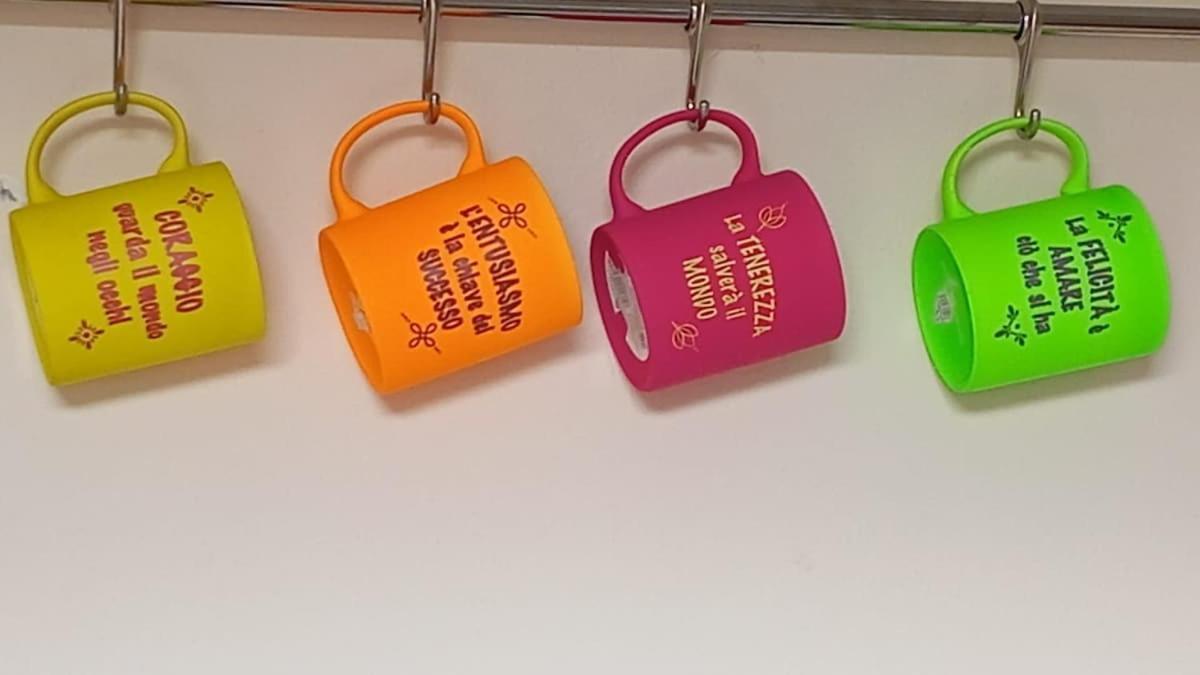 CORAGGIO
guarda il mondo
negli occhi
L'ENTUSIASMO
è la chiave del
SUCCESSO
La TENEREZZA
salverà il
MONDO
La FELICITÀ è
AMARE
ciò che si ha